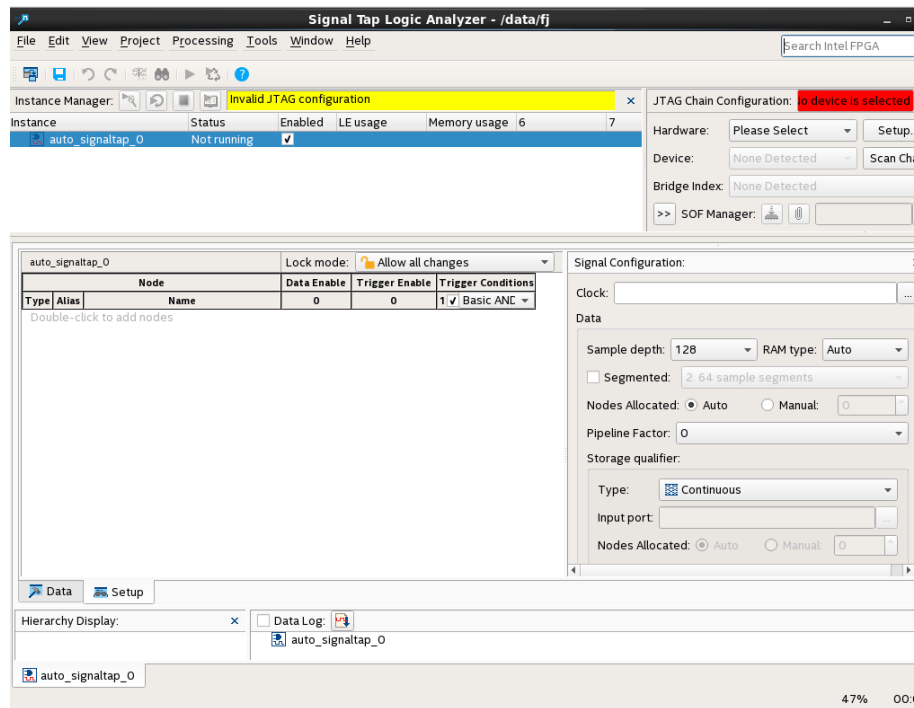 Signal Tap Logic Analyzer - /data/fj
File Edit View Project Processing Tools Window Help
Search Intel FPGA
Instance Manager: Invalid JTAG configuration
JTAG Chain Configuration: No device is selected
Instance Status Enabled LE usage Memory usage 6 7
auto_signaltap_0 Not running
Hardware: Please Select Setup.
Device: None Detected Scan Cha
Bridge Index: None Detected
>> SOF Manager:
auto_signaltap_0 Lock mode: Allow all changes
Signal Configuration:
Node Data Enable Trigger Enable Trigger Conditions
Type Alias Name 0 0 1 Basic AND
Double-click to add nodes
Clock: ...
Data
Sample depth: 128 RAM type: Auto
Segmented: 2 64 sample segments
Nodes Allocated: Auto Manual: 0
Pipeline Factor: 0
Storage qualifier:
Type: Continuous
Input port: ...
Nodes Allocated: Auto Manual: 0
Data Setup
Hierarchy Display:
Data Log:
auto_signaltap_0
auto_signaltap_0
47% 00: